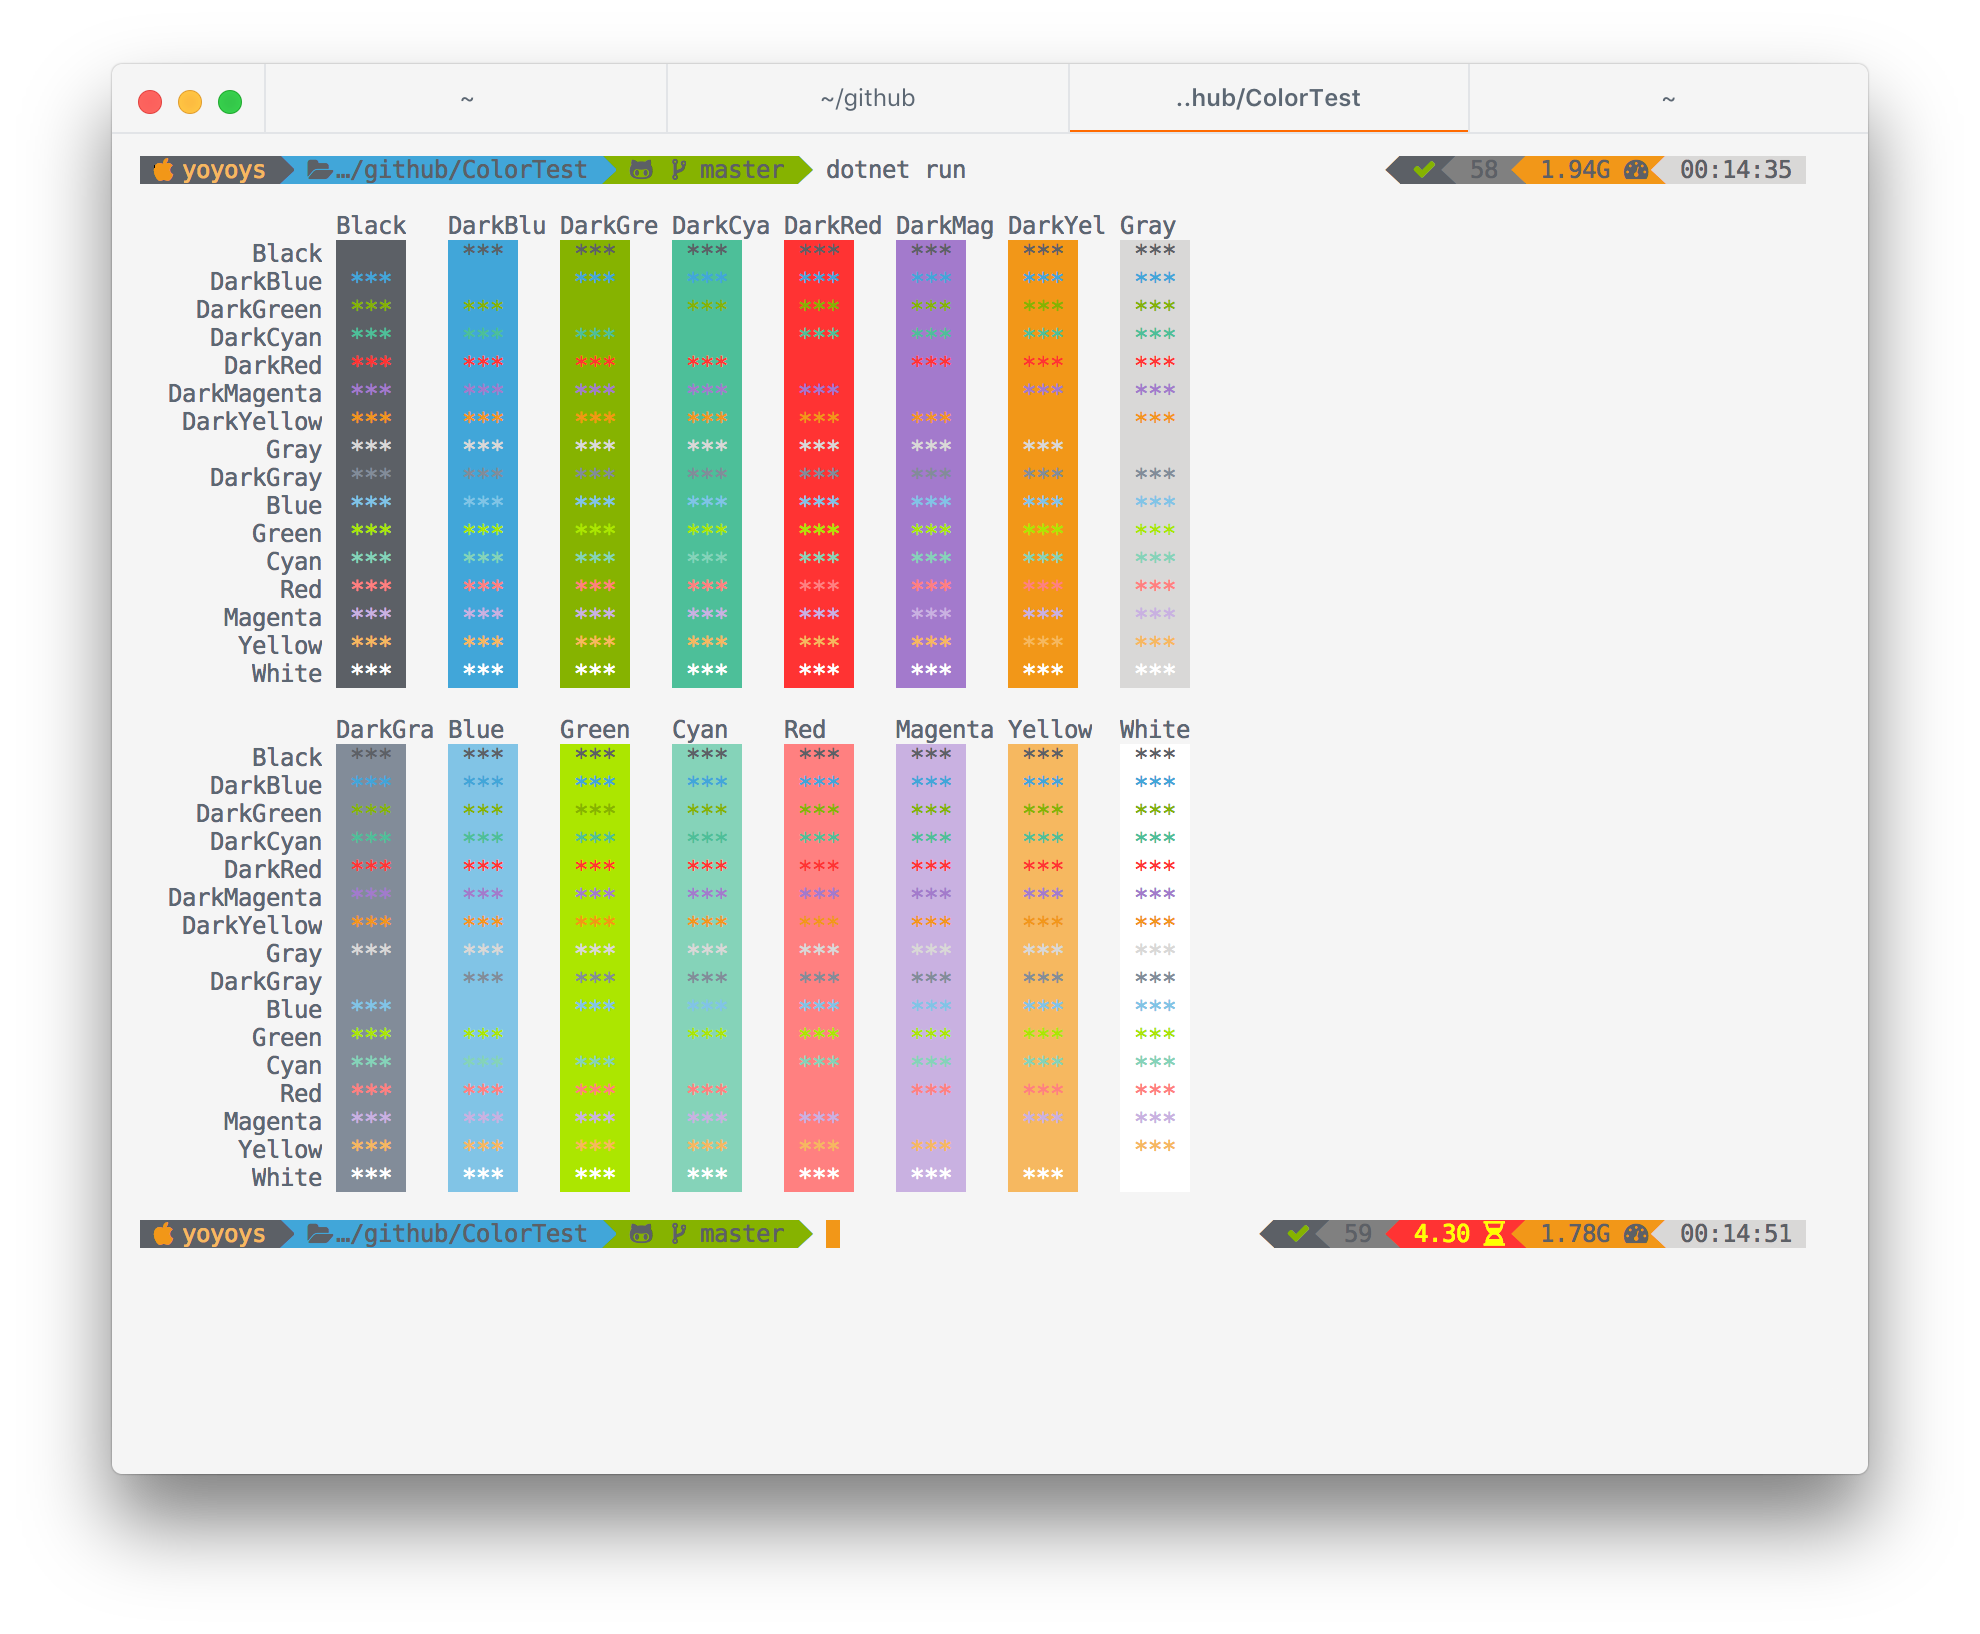 ~ ~/github ..hub/ColorTest ~
yoyoys …/github/ColorTest master dotnet run 58 1.94G 00:14:35
Black DarkBlu DarkGre DarkCya DarkRed DarkMag DarkYel Gray
Black *** *** *** *** *** *** ***
DarkBlue *** *** *** *** *** *** ***
DarkGreen *** *** *** *** *** *** ***
DarkCyan *** *** *** *** *** *** ***
DarkRed *** *** *** *** *** *** ***
DarkMagenta *** *** *** *** *** *** ***
DarkYellow *** *** *** *** *** *** ***
Gray *** *** *** *** *** *** ***
DarkGray *** *** *** *** *** *** *** ***
Blue *** *** *** *** *** *** *** ***
Green *** *** *** *** *** *** *** ***
Cyan *** *** *** *** *** *** *** ***
Red *** *** *** *** *** *** *** ***
Magenta *** *** *** *** *** *** *** ***
Yellow *** *** *** *** *** *** *** ***
White *** *** *** *** *** *** *** ***
DarkGra Blue Green Cyan Red Magenta Yellow White
Black *** *** *** *** *** *** *** ***
DarkBlue *** *** *** *** *** *** *** ***
DarkGreen *** *** *** *** *** *** *** ***
DarkCyan *** *** *** *** *** *** *** ***
DarkRed *** *** *** *** *** *** *** ***
DarkMagenta *** *** *** *** *** *** *** ***
DarkYellow *** *** *** *** *** *** *** ***
Gray *** *** *** *** *** *** *** ***
DarkGray *** *** *** *** *** *** ***
Blue *** *** *** *** *** *** ***
Green *** *** *** *** *** *** ***
Cyan *** *** *** *** *** *** ***
Red *** *** *** *** *** *** ***
Magenta *** *** *** *** *** *** ***
Yellow *** *** *** *** *** *** ***
White *** *** *** *** *** *** ***
yoyoys …/github/ColorTest master 59 4.30 1.78G 00:14:51